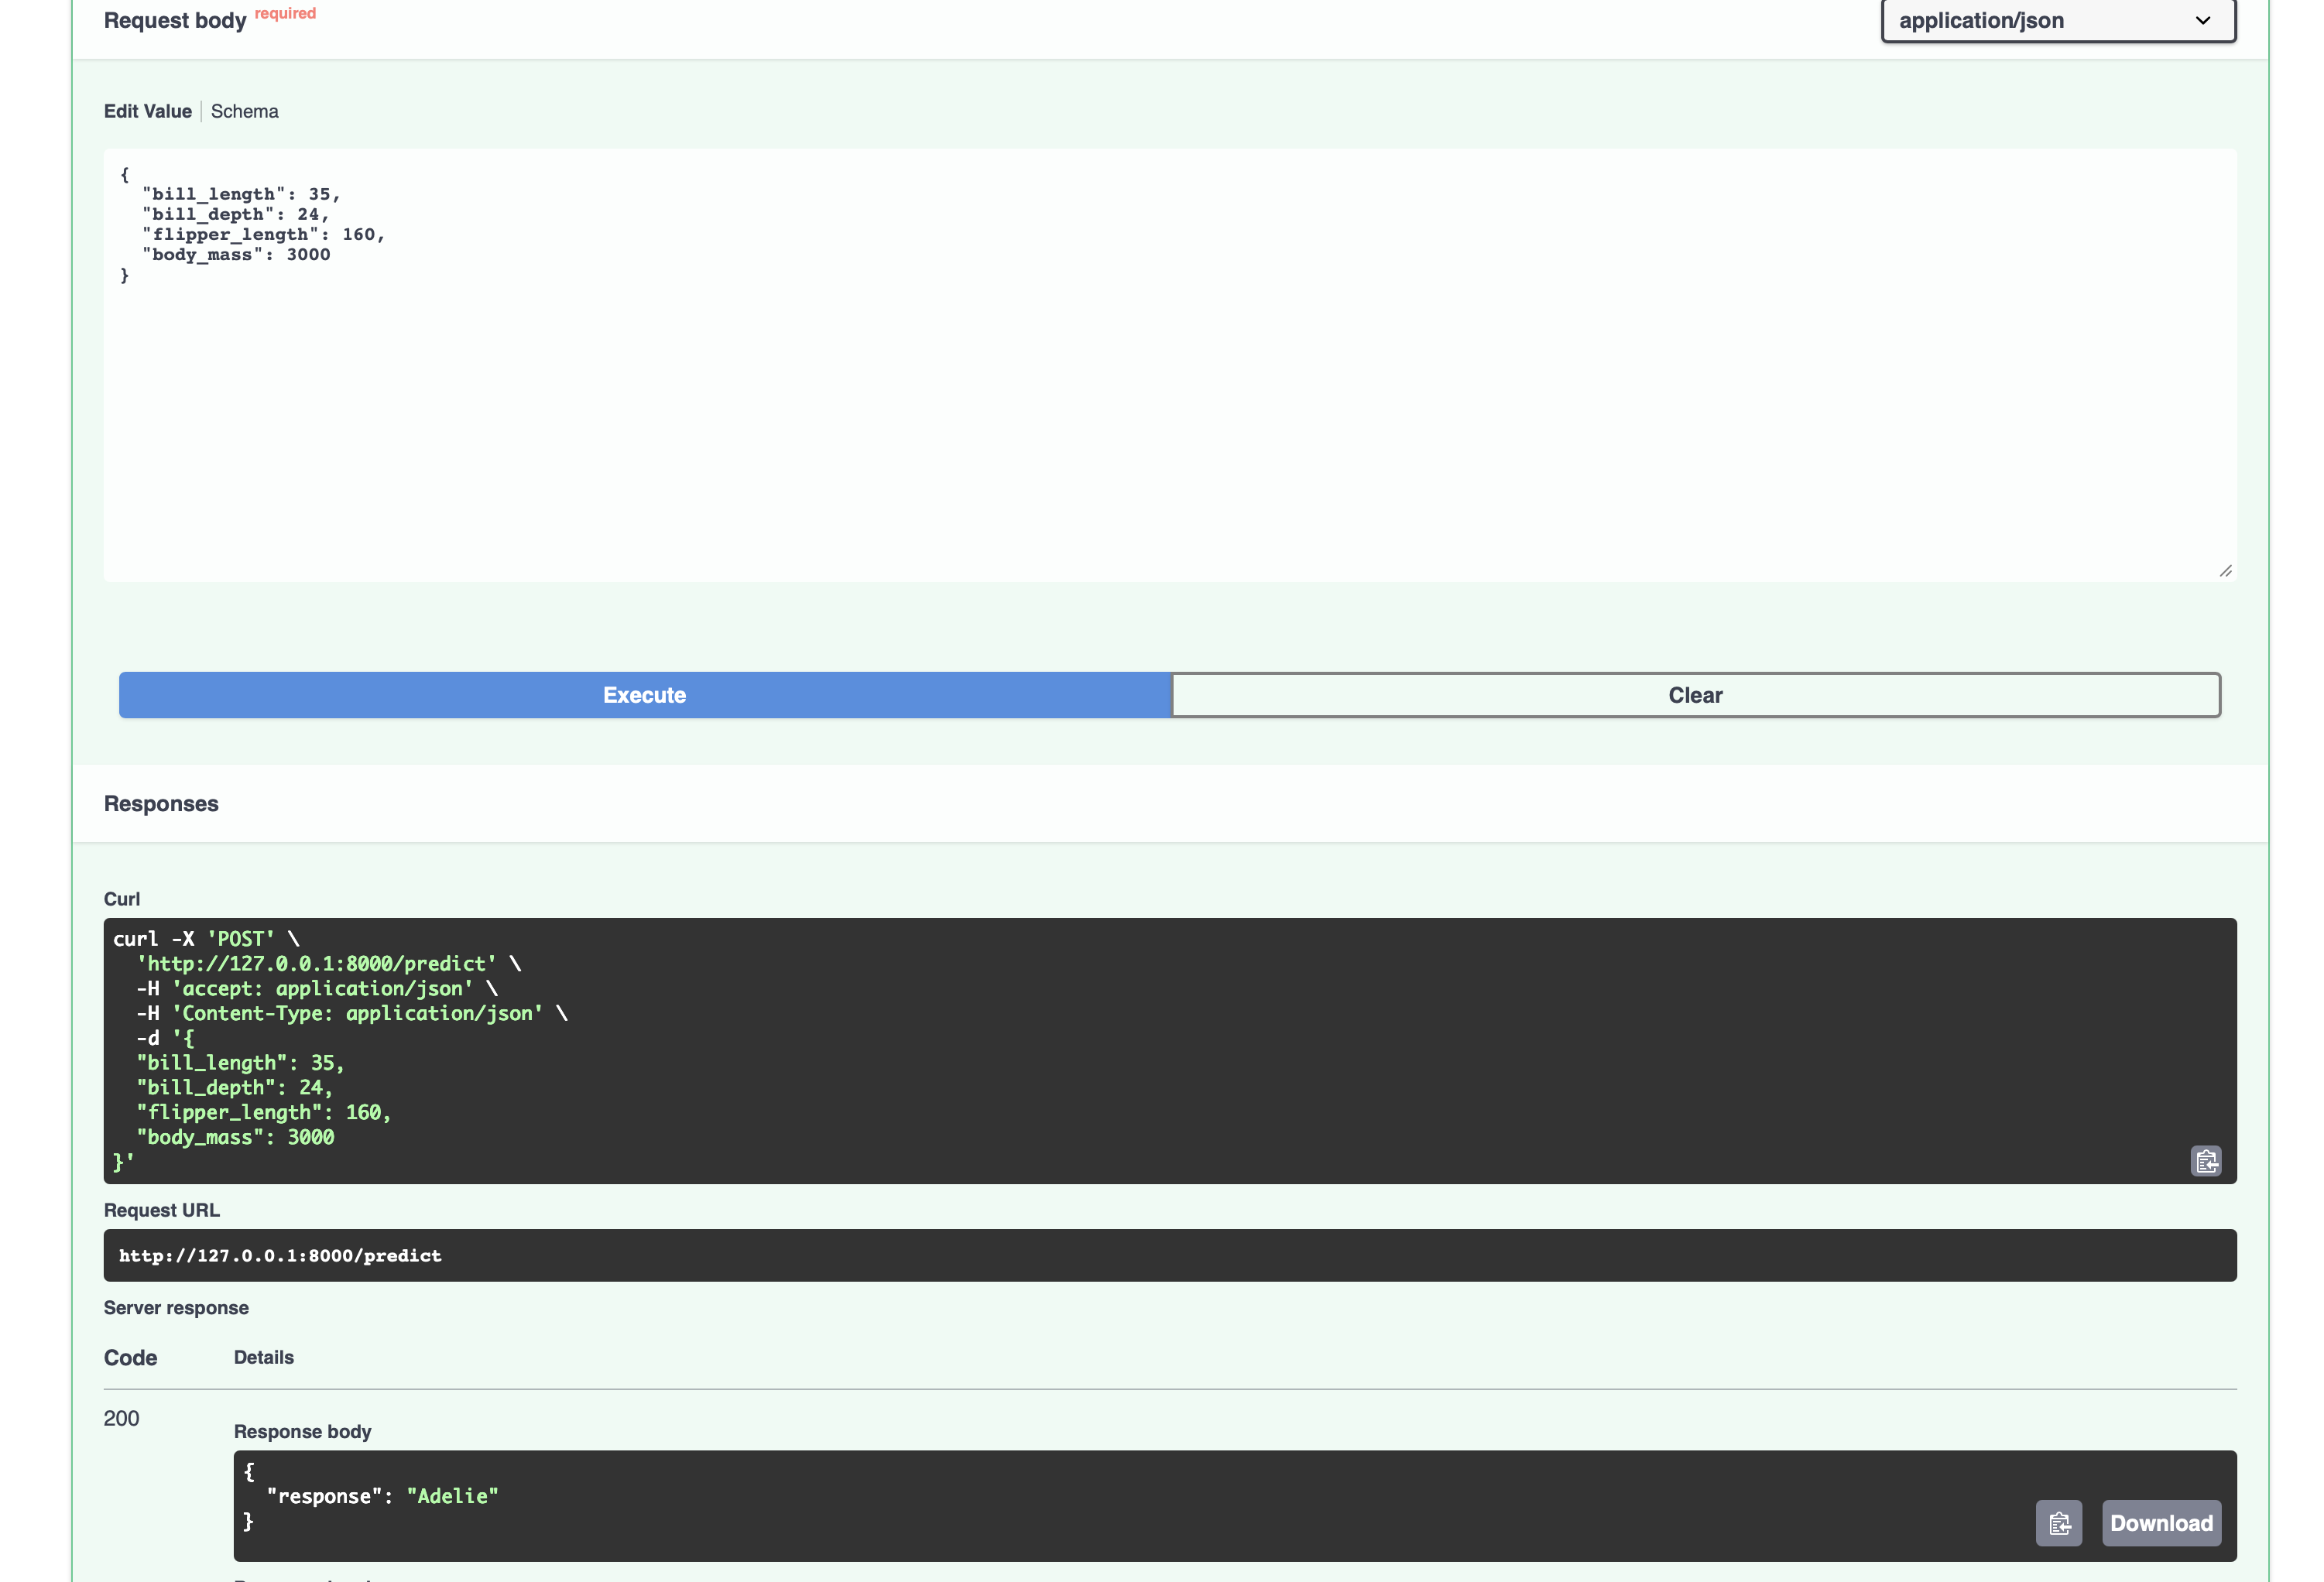 Request body required
application/json
Edit Value | Schema
{
  "bill_length": 35,
  "bill_depth": 24,
  "flipper_length": 160,
  "body_mass": 3000
}
Execute
Clear
Responses
Curl
curl -X 'POST' \
  'http://127.0.0.1:8000/predict' \
  -H 'accept: application/json' \
  -H 'Content-Type: application/json' \
  -d '{
  "bill_length": 35,
  "bill_depth": 24,
  "flipper_length": 160,
  "body_mass": 3000
}'
Request URL
http://127.0.0.1:8000/predict
Server response
Code Details
200
Response body
{
  "response": "Adelie"
}
Download